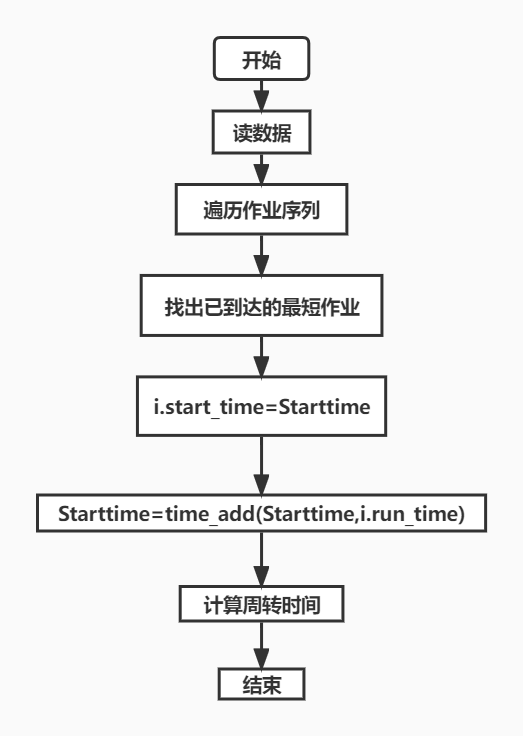 开始
读数据
遍历作业序列
找出已到达的最短作业
i.start_time=Starttime
Starttime=time_add(Starttime,i.run_time)
计算周转时间
结束